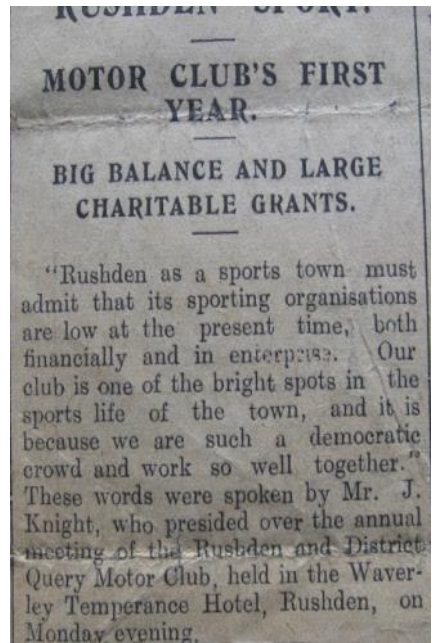 RUSHDEN SPORT.
MOTOR CLUB'S FIRST
YEAR.
BIG BALANCE AND LARGE
CHARITABLE GRANTS.
"Rushden as a sports town must
admit that its sporting organisations
are low at the present time, both
financially and in enterprise. Our
club is one of the bright spots in the
sports life of the town, and it is
because we are such a democratic
crowd and work so well together."
These words were spoken by Mr. J.
Knight, who presided over the annual
meeting of the Rushden and District
Query Motor Club, held in the Waver-
ley Temperance Hotel, Rushden, on
Monday evening.